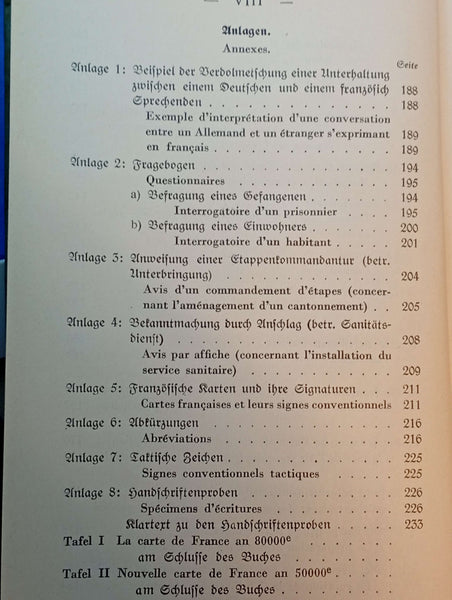 — VIII —
Anlagen.
Annexes.
Seite
Anlage 1: Beispiel der Verdolmetschung einer Unterhaltung
zwischen einem Deutschen und einem französisch
Sprechenden . . . . . . . . . . . . . 188 188
Exemple d'interprétation d'une conversation
entre un Allemand et un étranger s'exprimant 189
en français . . . . . . . . . . . . . 189
Anlage 2: Fragebogen . . . . . . . . . . . . . 194
Questionnaires . . . . . . . . . . . . 195
a) Befragung eines Gefangenen . . . . . . 194
Interrogatoire d'un prisonnier . . . . . . 195
b) Befragung eines Einwohners . . . . . . 200
Interrogatoire d'un habitant . . . . . . 201
Anlage 3: Anweisung einer Etappenkommandantur (betr.
Unterbringung) . . . . . . . . . . . . 204
Avis d'un commandement d'étapes (concer-
nant l'aménagement d'un cantonnement) . . 205
Anlage 4: Bekanntmachung durch Anschlag (betr. Sanitäts-
dienst) . . . . . . . . . . . . . . . 208
Avis par affiche (concernant l'installation du
service sanitaire) . . . . . . . . . . . 209
Anlage 5: Französische Karten und ihre Signaturen . . . 211
Cartes françaises et leurs signes conventionnels 211
Anlage 6: Abkürzungen . . . . . . . . . . . . 216
Abréviations . . . . . . . . . . . . . 216
Anlage 7: Taktische Zeichen . . . . . . . . . . . 225
Signes conventionnels tactiques . . . . . . 225
Anlage 8: Handschriftenproben . . . . . . . . . . 226
Spécimens d'écritures . . . . . . . . . . 226
Klartext zu den Handschriftenproben . . . . . 233
Tafel I La carte de France an 80000e
am Schlusse des Buches . . . . . . . .
Tafel II Nouvelle carte de France an 50000e . . . .
am Schlusse des Buches . . . . . . . .